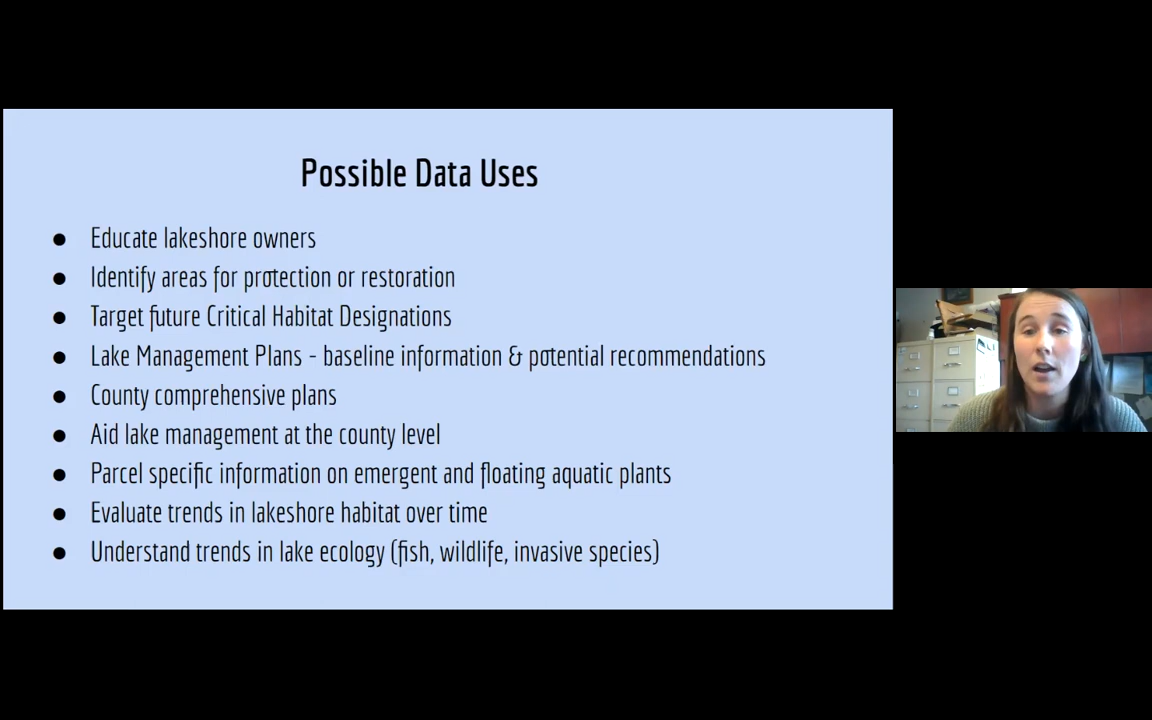 Possible Data Uses
● Educate lakeshore owners
● Identify areas for protection or restoration
● Target future Critical Habitat Designations
● Lake Management Plans - baseline information & potential recommendations
● County comprehensive plans
● Aid lake management at the county level
● Parcel specific information on emergent and floating aquatic plants
● Evaluate trends in lakeshore habitat over time
● Understand trends in lake ecology (fish, wildlife, invasive species)